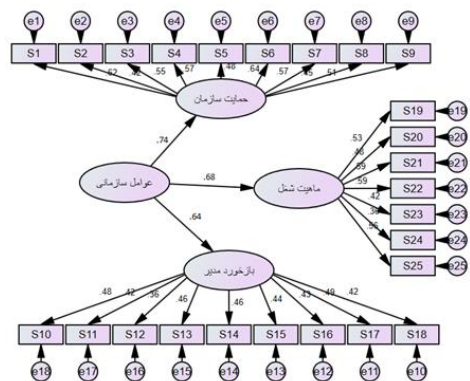 e1 e2 e3 e4 e5 e6 e7 e8 e9
S1 S2 S3 S4 S5 S6 S7 S8 S9
.62 .55 .57 .48 .64 .57 .51
حمایت سازمان
.74
S19 e19
.53
S20 e20
S21 e21
.59
S22 e22
.42
S23 e23
S24 e24
S25 e25
عوامل سازمانی
.68
ماهیت شغل
.64
بازخورد مدیر
.48 .42 .36 .46 .46 .44 .43 .49 .42
S10 S11 S12 S13 S14 S15 S16 S17 S18
e18 e17 e16 e15 e14 e13 e12 e11 e10